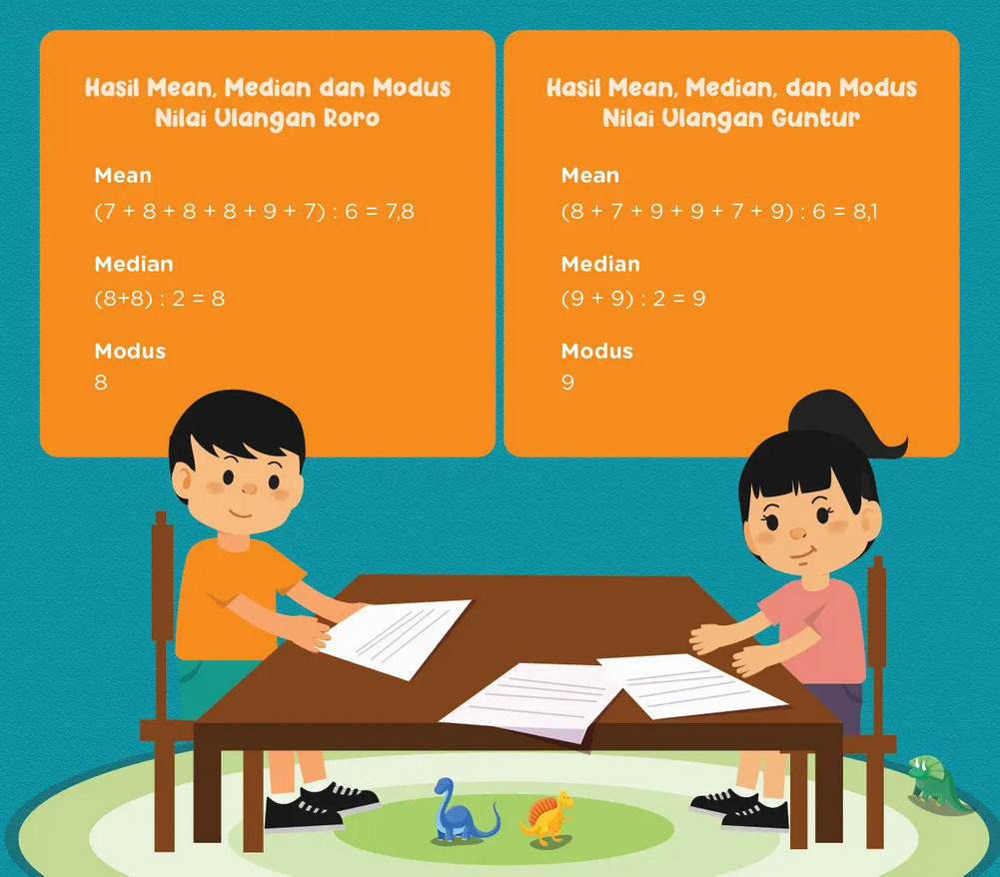 Hasil Mean, Median dan Modus
Nilai Ulangan Roro
Mean
(7 + 8 + 8 + 8 + 9 + 7) : 6 = 7,8
Median
(8+8) : 2 = 8
Modus
8
Hasil Mean, Median, dan Modus
Nilai Ulangan Guntur
Mean
(8 + 7 + 9 + 9 + 7 + 9) : 6 = 8,1
Median
(9 + 9) : 2 = 9
Modus
9